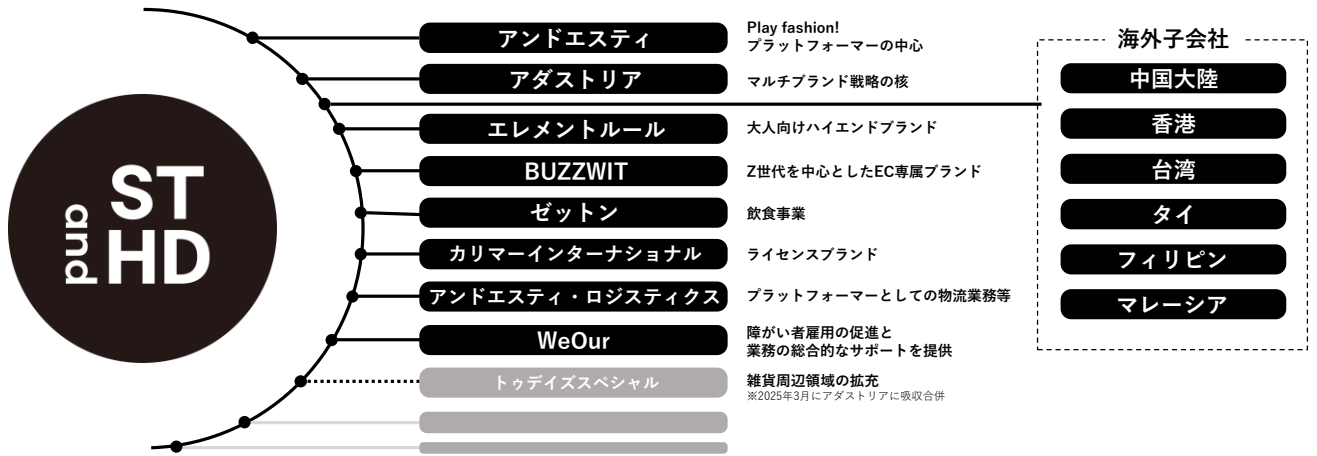 and
ST
HD
アンドエスティ
Play fashion!
プラットフォーマーの中心
アダストリア
マルチブランド戦略の核
エレメントルール
大人向けハイエンドブランド
BUZZWIT
Z世代を中心としたEC専属ブランド
ゼットン
飲食事業
カリマーインターナショナル
ライセンスブランド
アンドエスティ・ロジスティクス
プラットフォーマーとしての物流業務等
WeOur
障がい者雇用の促進と
業務の総合的なサポートを提供
トゥデイズスペシャル
雑貨周辺領域の拡充
※2025年3月にアダストリアに吸収合併
海外子会社
中国大陸
香港
台湾
タイ
フィリピン
マレーシア